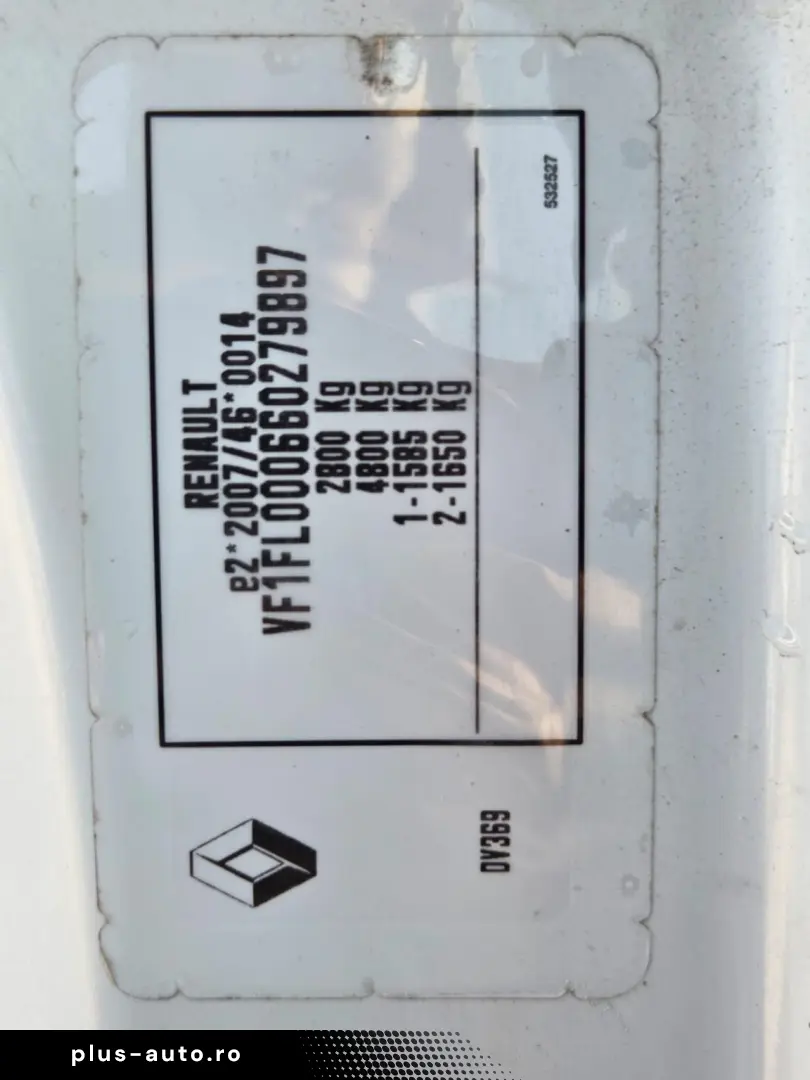 RENAULT
e2*2007/46*0014
VF1FL000660279897
2800 Kg
4800 Kg
1-1585 Kg
2-1650 Kg
532527
DV369
plus-auto.ro